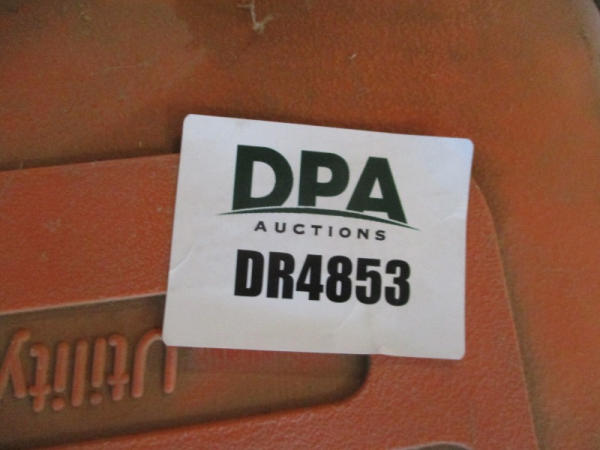 DPA
AUCTIONS
DR4853
Utility